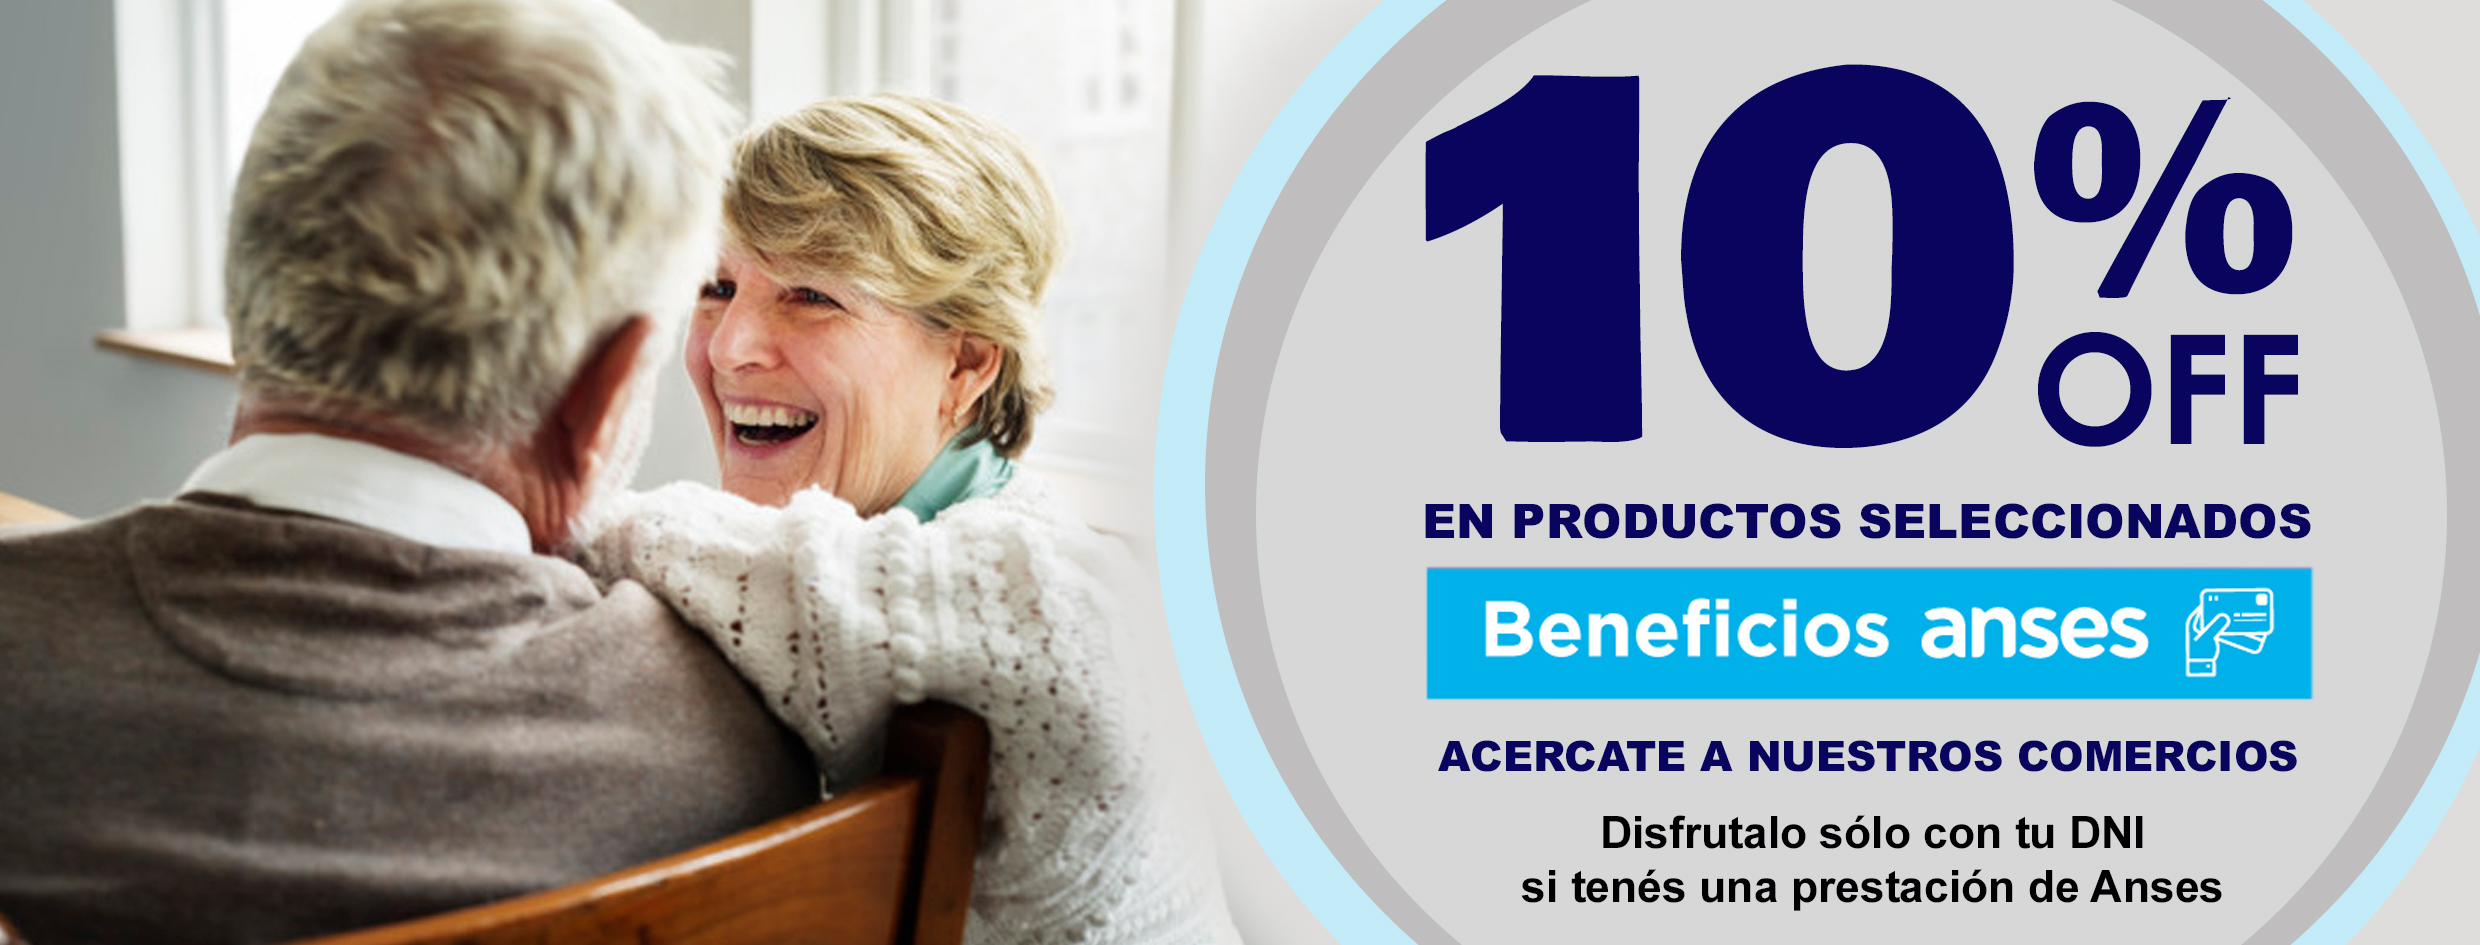 10%
OFF
EN PRODUCTOS SELECCIONADOS
Beneficios anses
ACERCATE A NUESTROS COMERCIOS
Disfrutalo sólo con tu DNI
si tenés una prestación de Anses